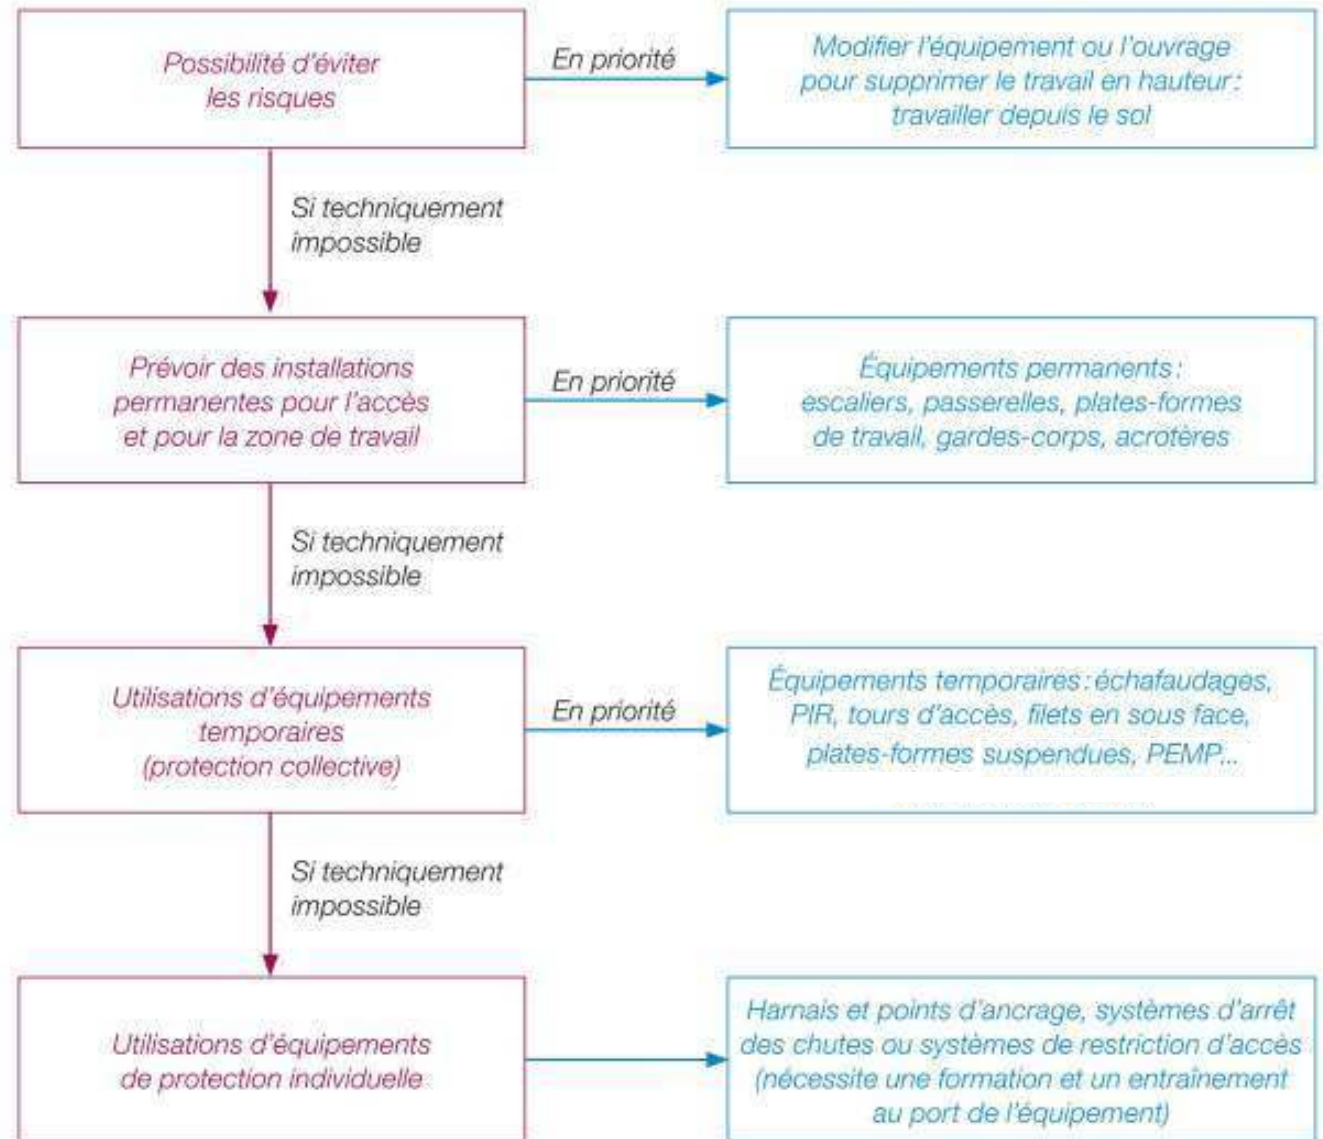 Possibilité d'éviter
les risques
En priorité
Modifier l'équipement ou l'ouvrage
pour supprimer le travail en hauteur :
travailler depuis le sol
Si techniquement
impossible
Prévoir des installations
permanentes pour l'accès
et pour la zone de travail
En priorité
Équipements permanents :
escaliers, passerelles, plates-formes
de travail, gardes-corps, acrotères
Si techniquement
impossible
Utilisations d'équipements
temporaires
(protection collective)
En priorité
Équipements temporaires : échafaudages,
PIR, tours d'accès, filets en sous face,
plates-formes suspendues, PEMP...
Si techniquement
impossible
Utilisations d'équipements
de protection individuelle
Harnais et points d'ancrage, systèmes d'arrêt
des chutes ou systèmes de restriction d'accès
(nécessite une formation et un entraînement
au port de l'équipement)